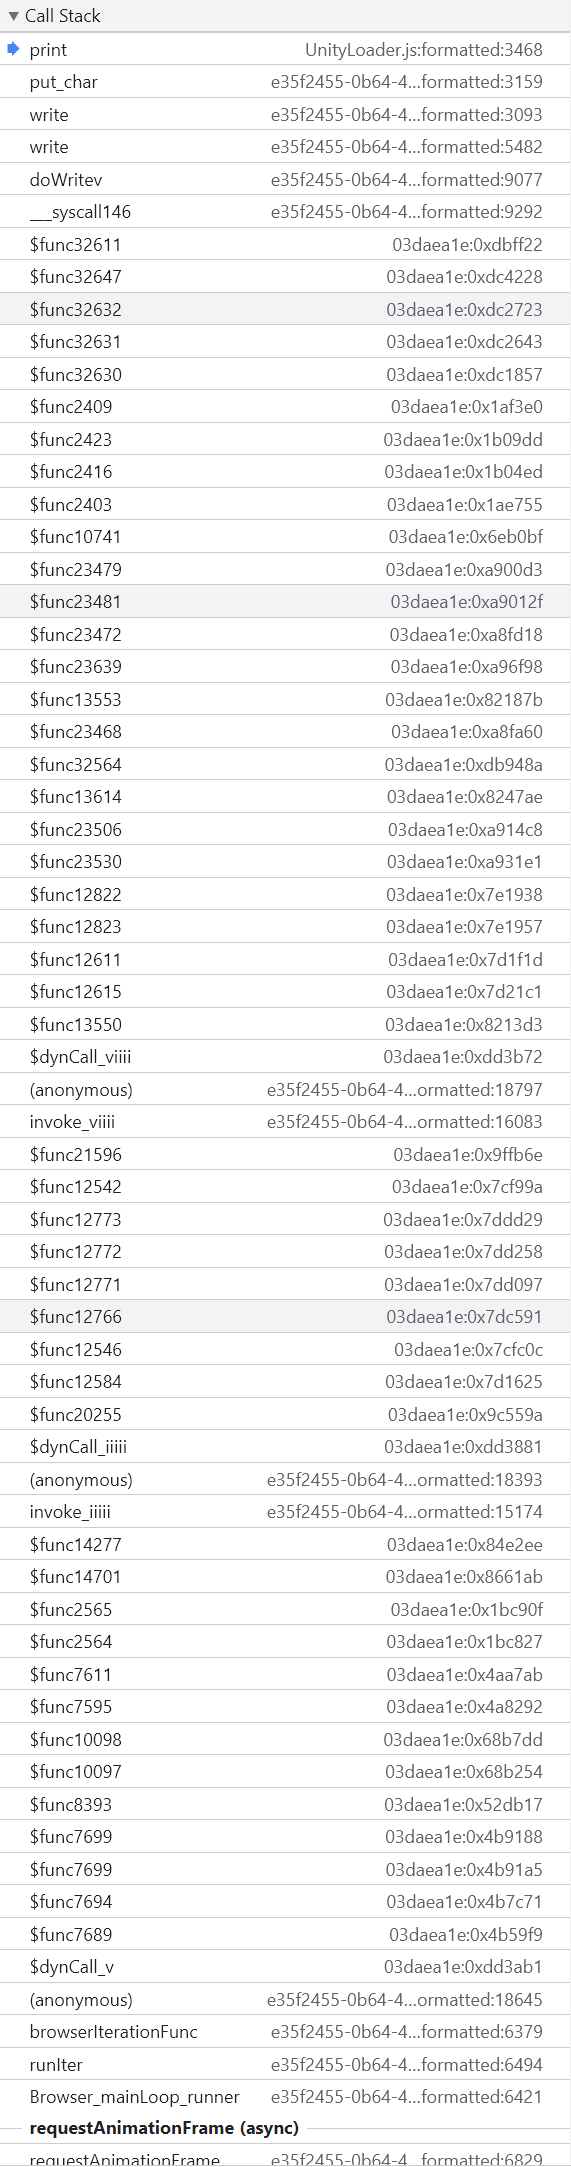 Call Stack
print UnityLoader.js:formatted:3468
put_char e35f2455-0b64-4…formatted:3159
write e35f2455-0b64-4…formatted:3093
write e35f2455-0b64-4…formatted:5482
doWritev e35f2455-0b64-4…formatted:9077
___syscall146 e35f2455-0b64-4…formatted:9292
$func32611 03daea1e:0xdbff22
$func32647 03daea1e:0xdc4228
$func32632 03daea1e:0xdc2723
$func32631 03daea1e:0xdc2643
$func32630 03daea1e:0xdc1857
$func2409 03daea1e:0x1af3e0
$func2423 03daea1e:0x1b09dd
$func2416 03daea1e:0x1b04ed
$func2403 03daea1e:0x1ae755
$func10741 03daea1e:0x6eb0bf
$func23479 03daea1e:0xa900d3
$func23481 03daea1e:0xa9012f
$func23472 03daea1e:0xa8fd18
$func23639 03daea1e:0xa96f98
$func13553 03daea1e:0x82187b
$func23468 03daea1e:0xa8fa60
$func32564 03daea1e:0xdb948a
$func13614 03daea1e:0x8247ae
$func23506 03daea1e:0xa914c8
$func23530 03daea1e:0xa931e1
$func12822 03daea1e:0x7e1938
$func12823 03daea1e:0x7e1957
$func12611 03daea1e:0x7d1f1d
$func12615 03daea1e:0x7d21c1
$func13550 03daea1e:0x8213d3
$dynCall_viiii 03daea1e:0xdd3b72
(anonymous) e35f2455-0b64-4…ormatted:18797
invoke_viiii e35f2455-0b64-4…ormatted:16083
$func21596 03daea1e:0x9ffb6e
$func12542 03daea1e:0x7cf99a
$func12773 03daea1e:0x7ddd29
$func12772 03daea1e:0x7dd258
$func12771 03daea1e:0x7dd097
$func12766 03daea1e:0x7dc591
$func12546 03daea1e:0x7cfc0c
$func12584 03daea1e:0x7d1625
$func20255 03daea1e:0x9c559a
$dynCall_iiiii 03daea1e:0xdd3881
(anonymous) e35f2455-0b64-4…ormatted:18393
invoke_iiiii e35f2455-0b64-4…ormatted:15174
$func14277 03daea1e:0x84e2ee
$func14701 03daea1e:0x8661ab
$func2565 03daea1e:0x1bc90f
$func2564 03daea1e:0x1bc827
$func7611 03daea1e:0x4aa7ab
$func7595 03daea1e:0x4a8292
$func10098 03daea1e:0x68b7dd
$func10097 03daea1e:0x68b254
$func8393 03daea1e:0x52db17
$func7699 03daea1e:0x4b9188
$func7699 03daea1e:0x4b91a5
$func7694 03daea1e:0x4b7c71
$func7689 03daea1e:0x4b59f9
$dynCall_v 03daea1e:0xdd3ab1
(anonymous) e35f2455-0b64-4…ormatted:18645
browserIterationFunc e35f2455-0b64-4…formatted:6379
runIter e35f2455-0b64-4…formatted:6494
Browser_mainLoop_runner e35f2455-0b64-4…formatted:6421
requestAnimationFrame (async)
requestAnimationFrame e35f2455-0b64-4…formatted:6829